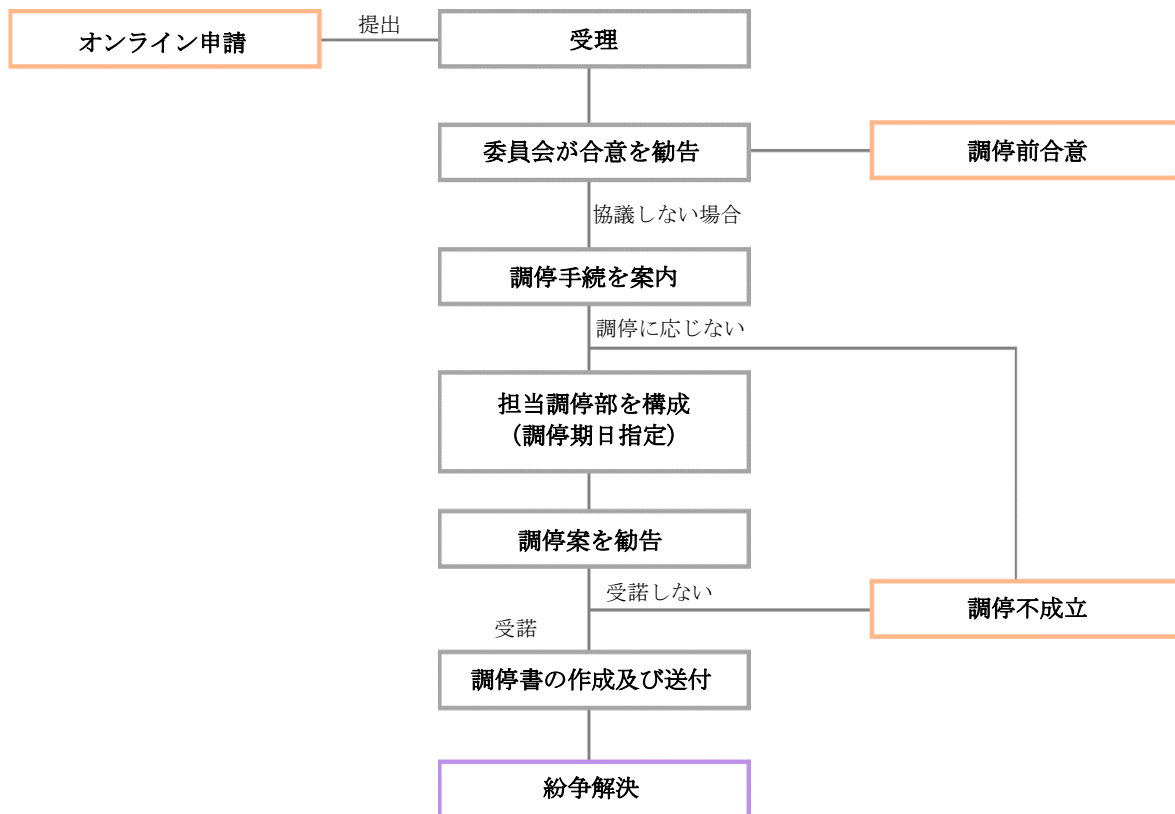 オンライン申請
提出
受理
委員会が合意を勧告
調停前合意
協議しない場合
調停手続を案内
調停に応じない
担当調停部を構成
（調停期日指定）
調停案を勧告
受諾しない
調停不成立
受諾
調停書の作成及び送付
紛争解決